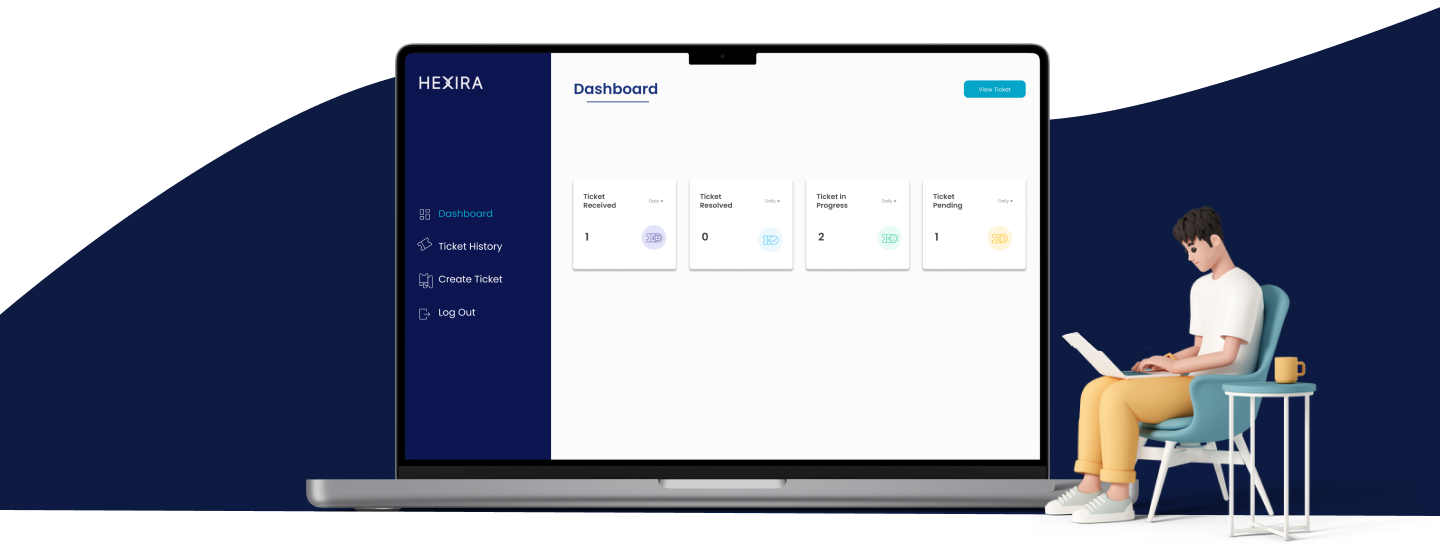 HEXIRA
Dashboard
Ticket History
Create Ticket
Log Out
Dashboard
View Ticket
Ticket
Received
Daily
1
Ticket
Resolved
Daily
0
Ticket in
Progress
Daily
2
Ticket
Pending
Daily
1